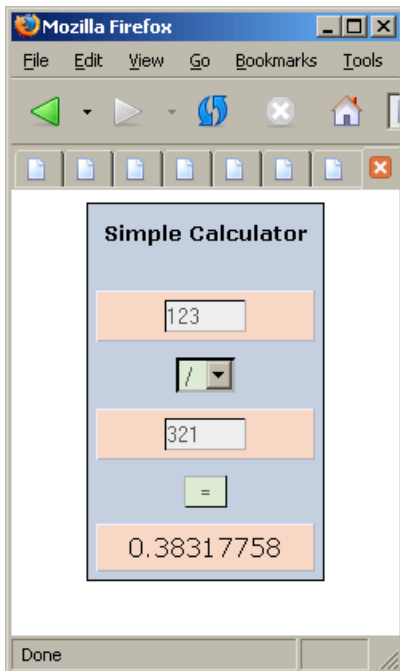 Mozilla Firefox
File Edit View Go Bookmarks Tools
Simple Calculator
123
/
321
=
0.38317758
Done